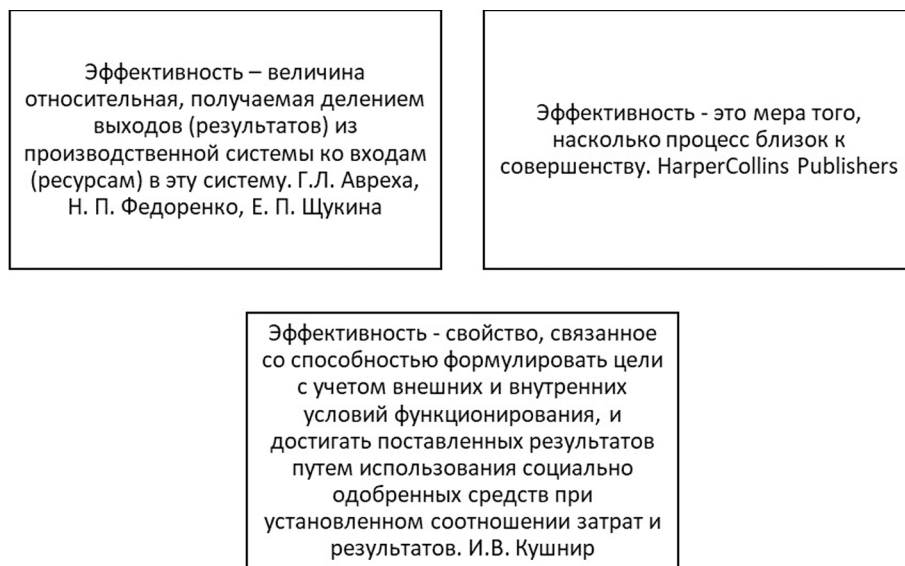 Эффективность – величина
относительная, получаемая делением
выходов (результатов) из
производственной системы ко входам
(ресурсам) в эту систему. Г.Л. Авреха,
Н. П. Федоренко, Е. П. Щукина
Эффективность - это мера того,
насколько процесс близок к
совершенству. HarperCollins Publishers
Эффективность - свойство, связанное
со способностью формулировать цели
с учетом внешних и внутренних
условий функционирования, и
достигать поставленных результатов
путем использования социально
одобренных средств при
установленном соотношении затрат и
результатов. И.В. Кушнир